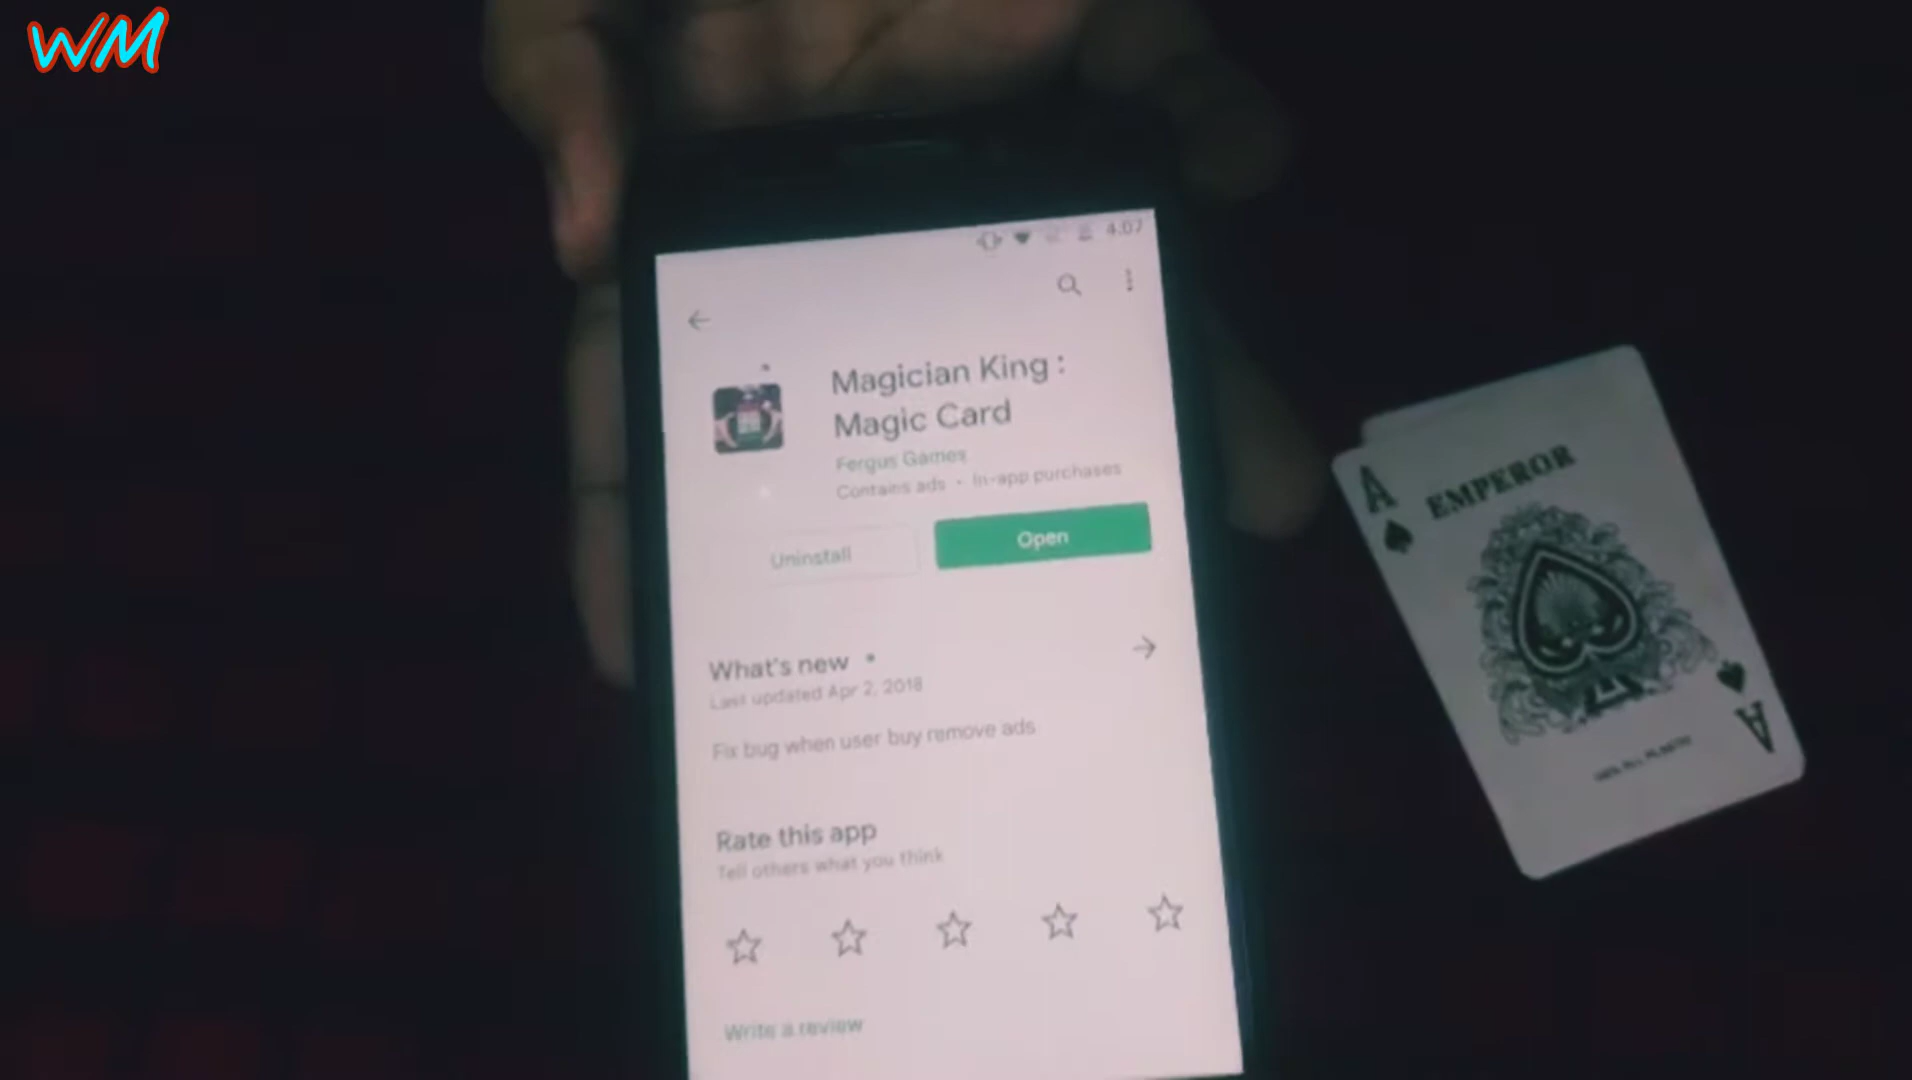 WM
4:07
Magician King :
Magic Card
Fergus Games
Contains ads • In-app purchases
Uninstall
Open
What's new •
Last updated Apr 2, 2018
Fix bug when user buy remove ads
Rate this app
Tell others what you think
Write a review
A
EMPEROR
A